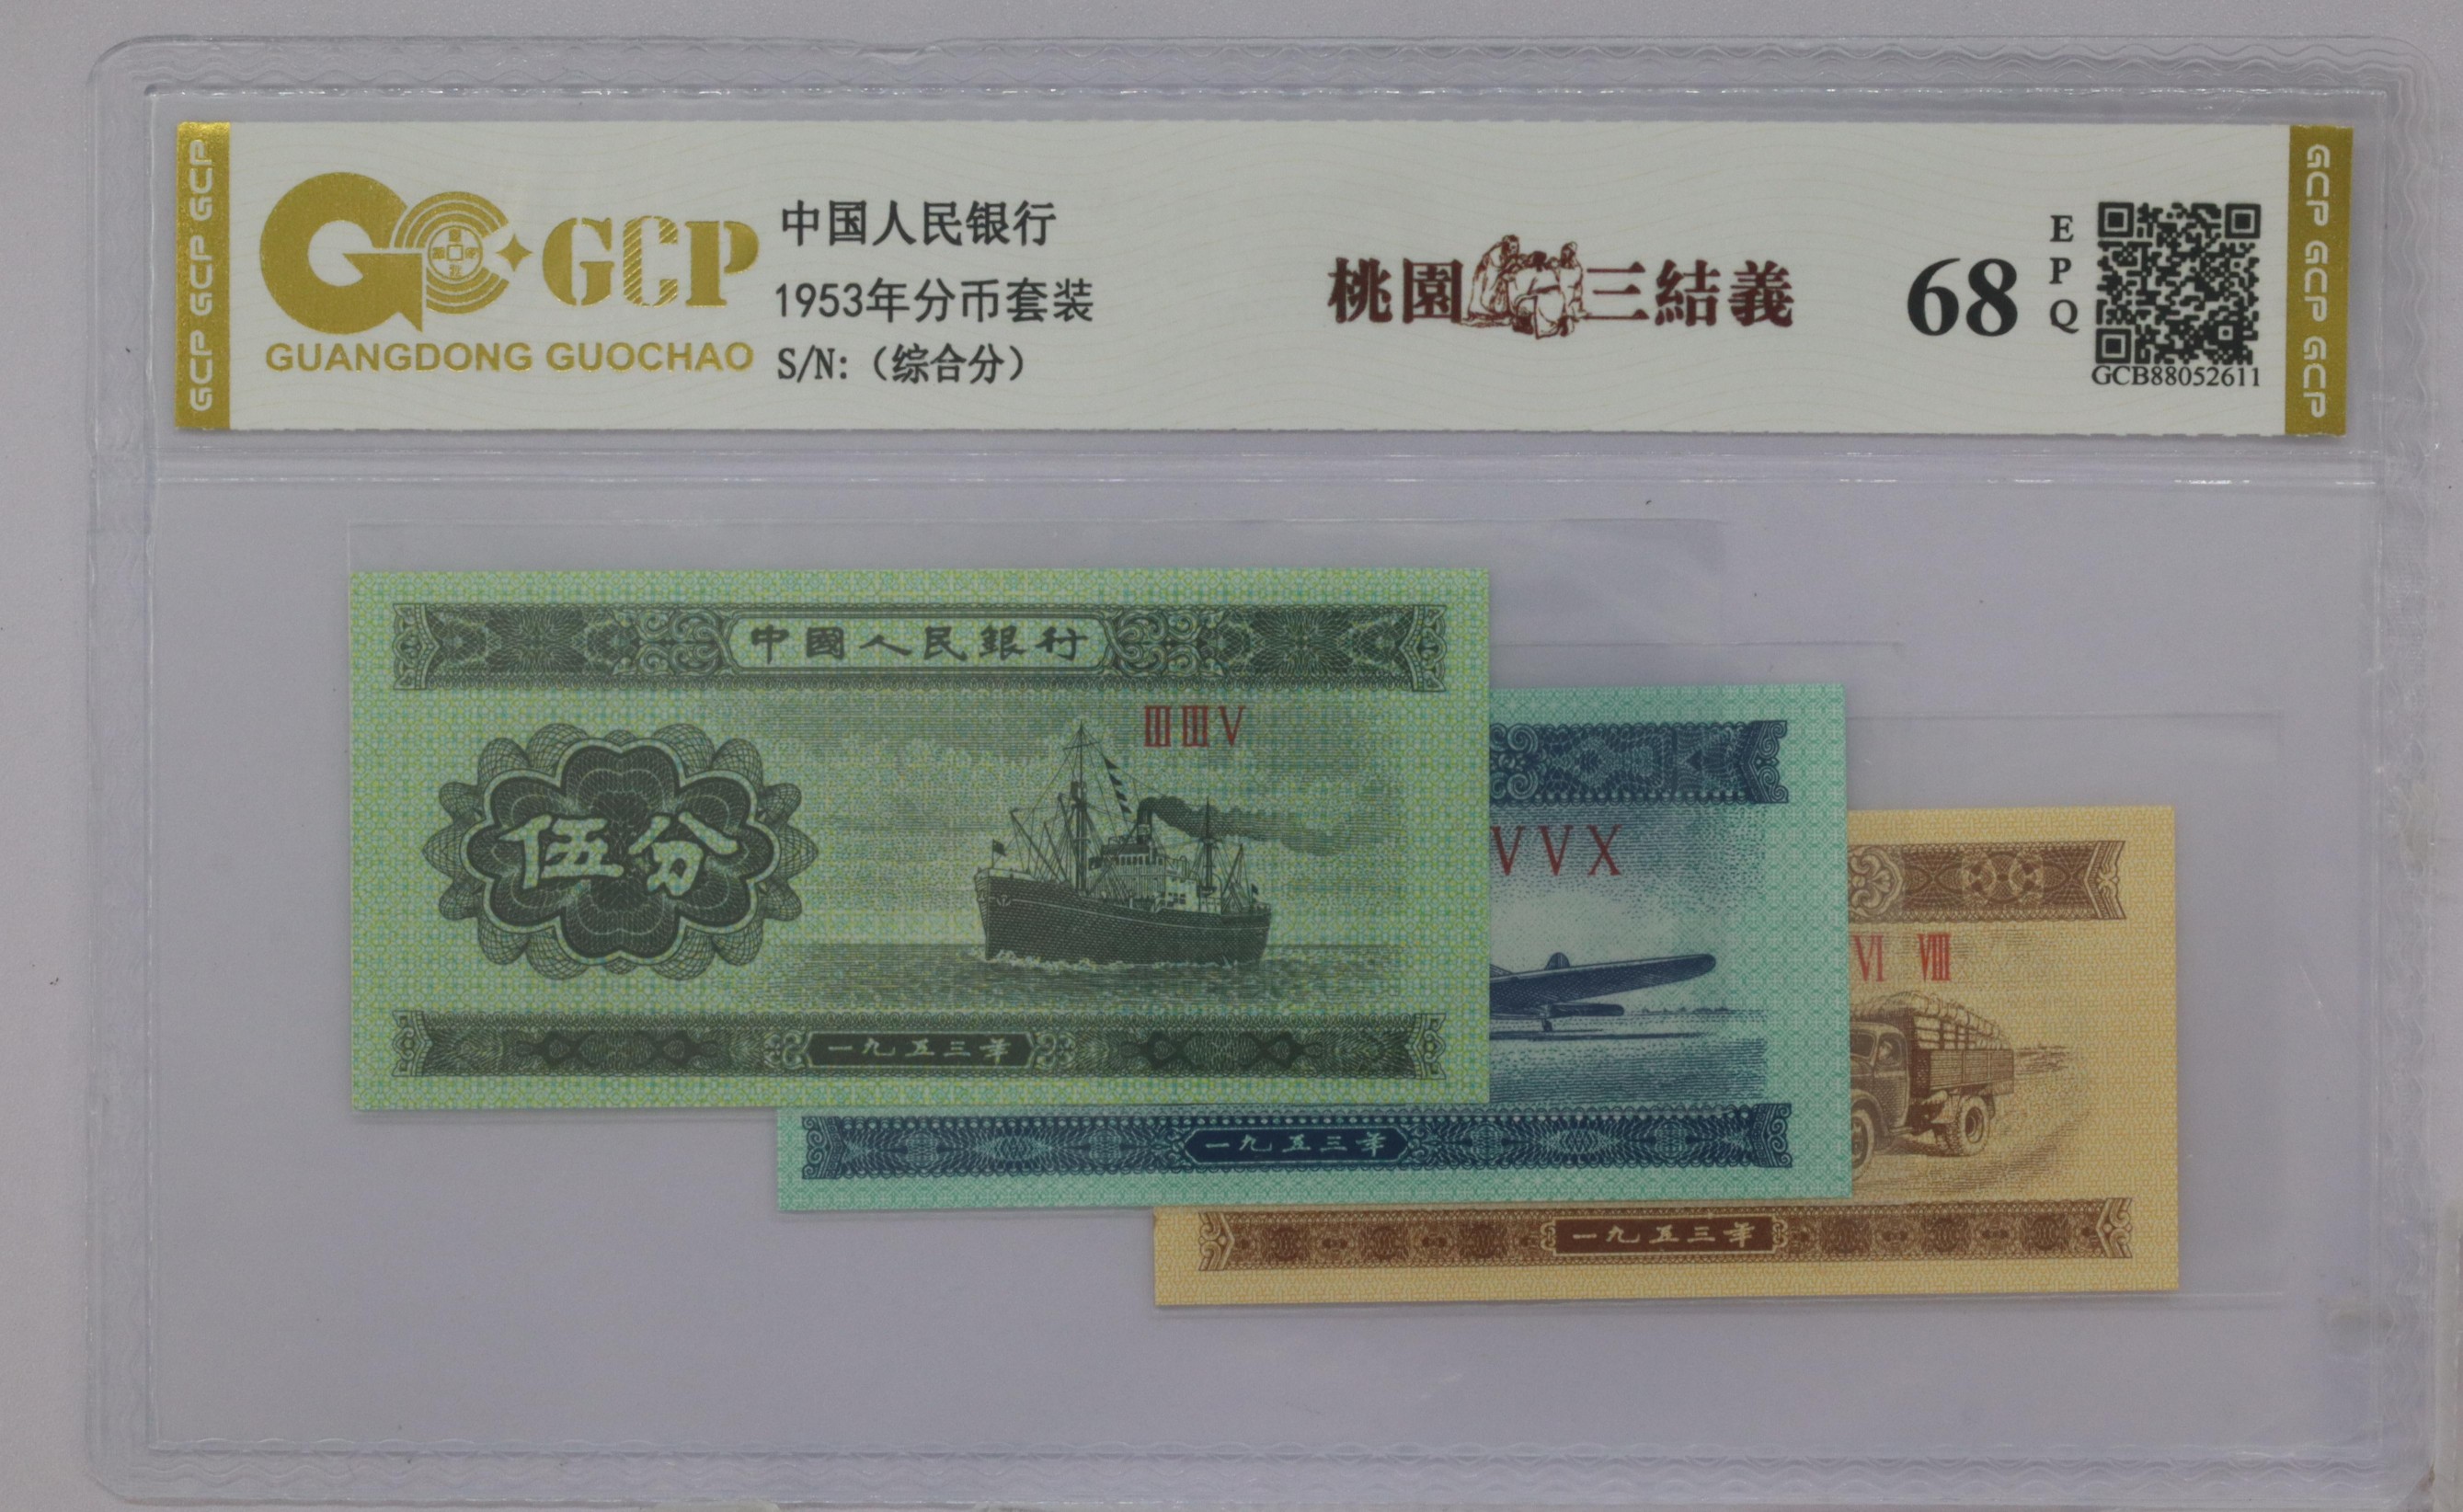 GCP GCP GCP
GCP
GUANGDONG GUOCHAO
中国人民银行
1953年分币套装
S/N:（综合分）
桃園三結義
68
EPQ
GCB88052611
GCP GCP GCP
中國人民銀行
ⅢⅢⅤ
伍分
一九五三年
VVX
一九五三年
Ⅵ Ⅷ
一九五三年